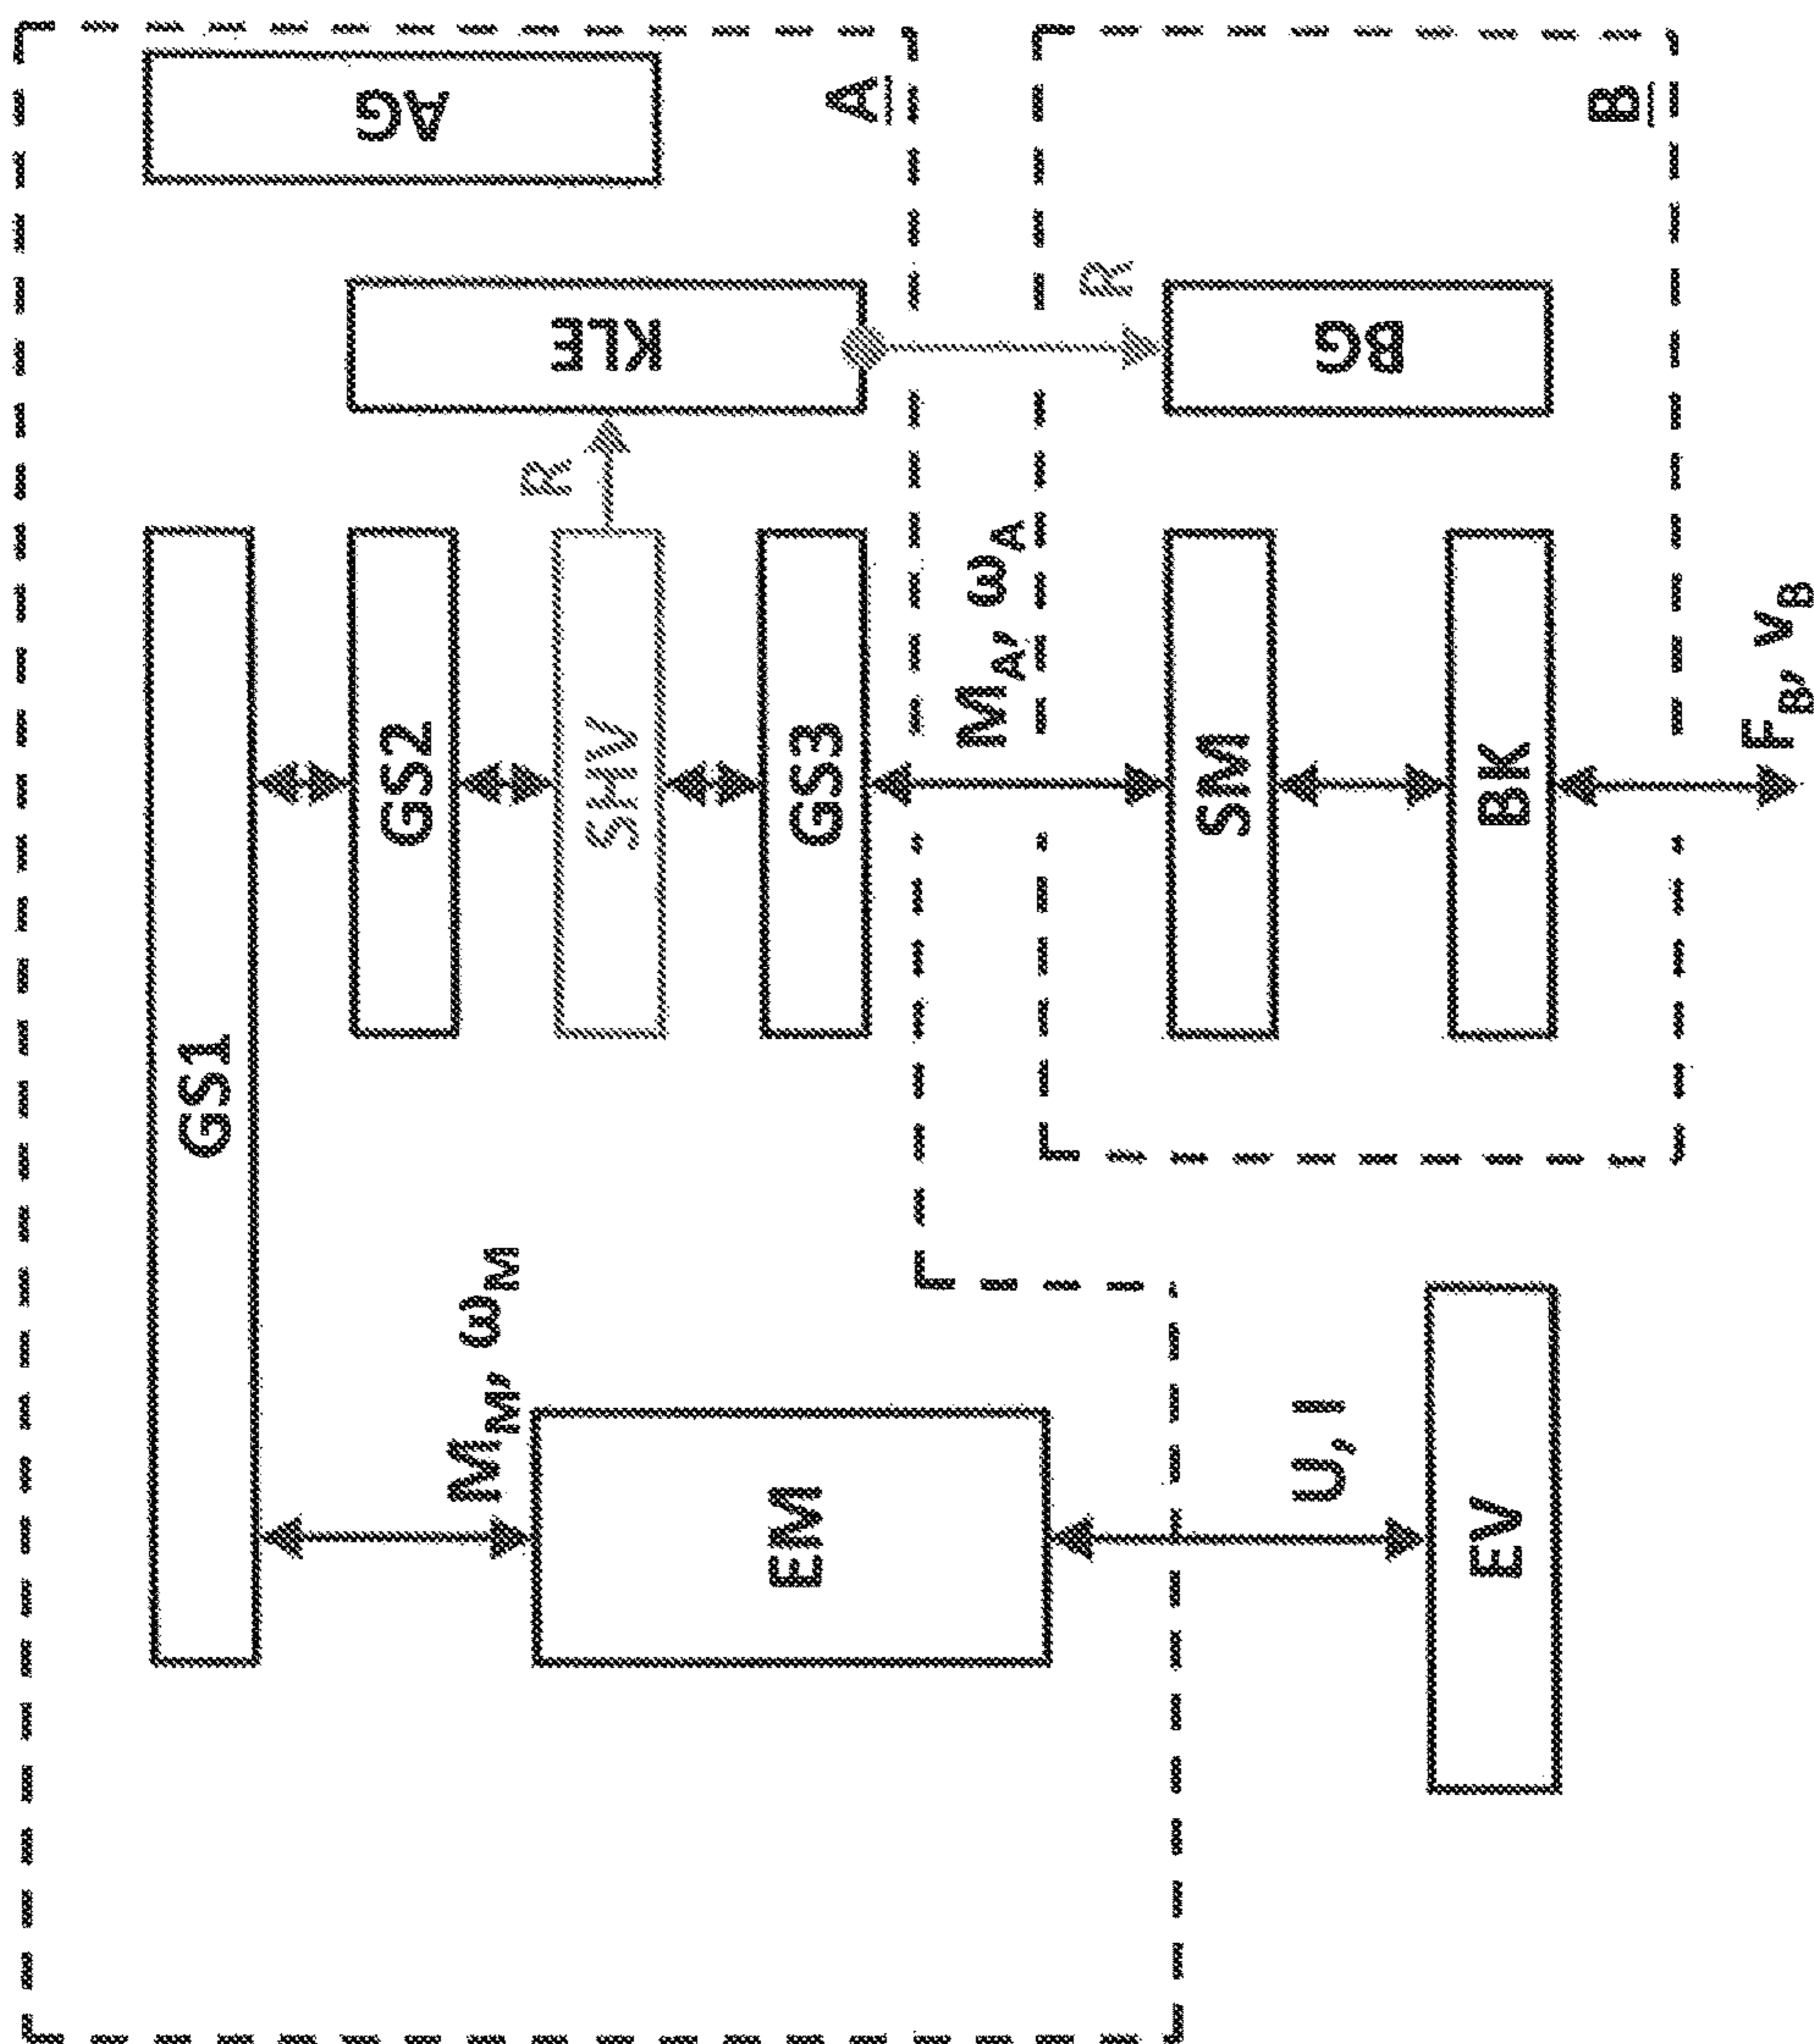 AG
A
B
KLE
R
R
BG
GS1
GS2
SHV
GS3
M_A, ω_A
SM
BK
F_B, v_B
M_M, ω_M
EM
U, I
EV